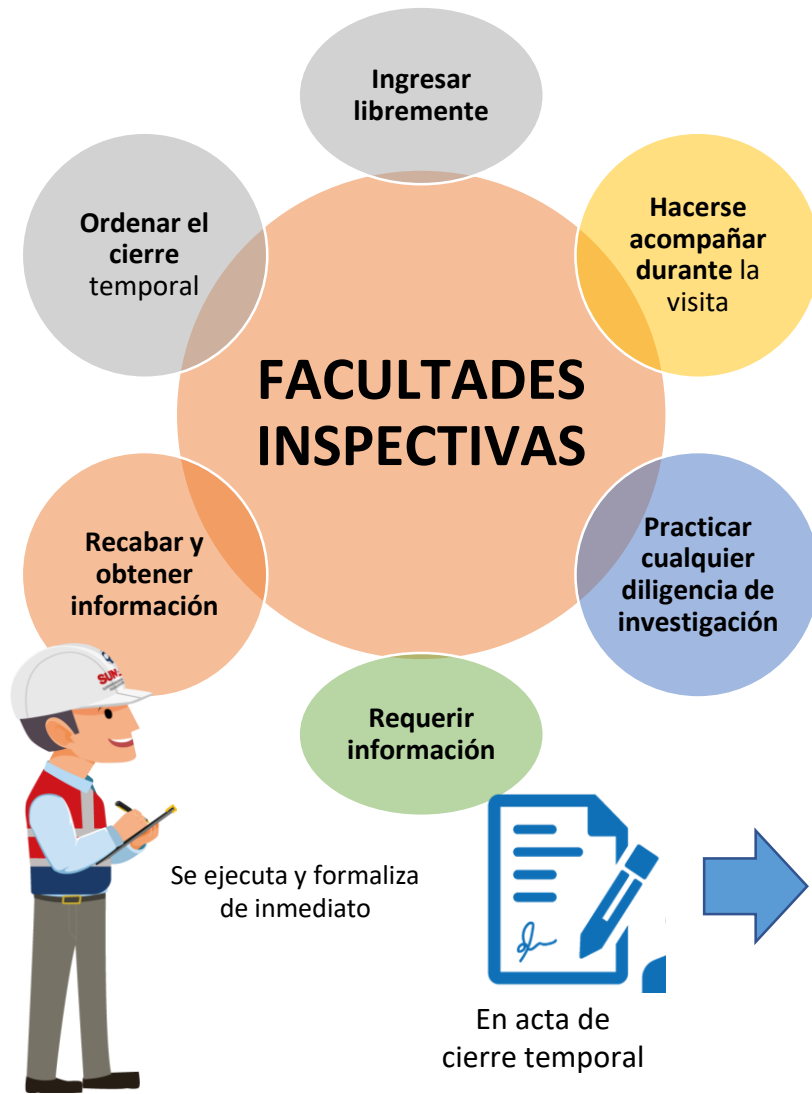 Ingresar
libremente
Hacerse
acompañar
durante la
visita
Ordenar el
cierre
temporal
FACULTADES
INSPECTIVAS
Practicar
cualquier
diligencia de
investigación
Recabar y
obtener
información
Requerir
información
Se ejecuta y formaliza
de inmediato
En acta de
cierre temporal